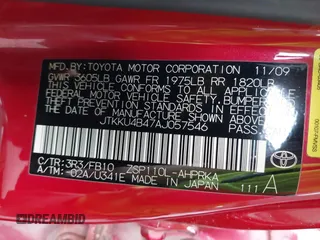 MFD BY: TOYOTA MOTOR CORPORATION 11/09
GVWR 3605LB GAWR FR 1975LB RR 1820LB
THIS VEHICLE CONFORMS TO ALL APPLICABLE
FEDERAL MOTOR VEHICLE SAFETY, BUMPER, AND
THEFT PREVENTION STANDARDS IN EFFECT ON
THE DATE OF MANUFACTURE SHOWN ABOVE.
JTKKU4B47AJ057546 PASS
C/TR: 3R3/FB10 ZSP110L-AHPRKA
A/TM: -02A/U341E MADE IN JAPAN
111A
TOYOTA
DREAMBID